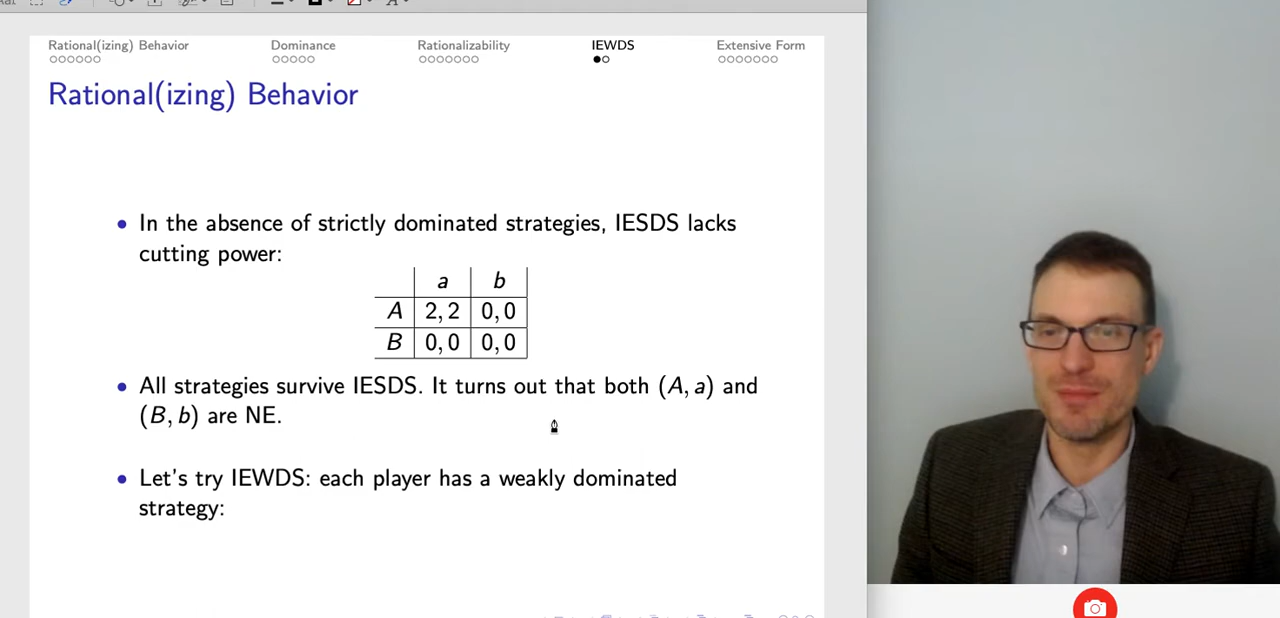 Rational(izing) Behavior Dominance Rationalizability IEWDS Extensive Form
Rational(izing) Behavior
• In the absence of strictly dominated strategies, IESDS lacks
cutting power:
a b
A 2, 2 0, 0
B 0, 0 0, 0
• All strategies survive IESDS. It turns out that both (A, a) and
(B, b) are NE.
• Let's try IEWDS: each player has a weakly dominated
strategy: